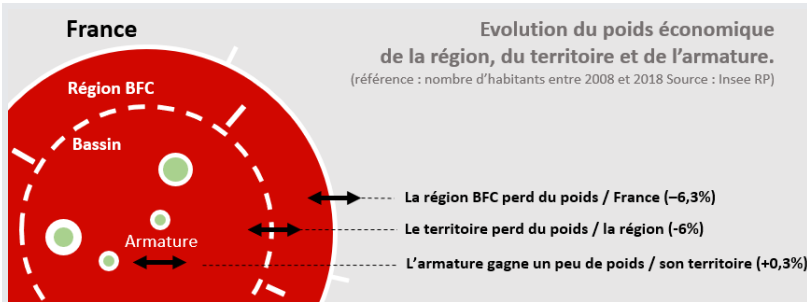 France
Evolution du poids économique
de la région, du territoire et de l’armature.
(référence : nombre d’habitants entre 2008 et 2018 Source : Insee RP)
Région BFC
Bassin
Armature
La région BFC perd du poids / France (–6,3%)
Le territoire perd du poids / la région (-6%)
L’armature gagne un peu de poids / son territoire (+0,3%)